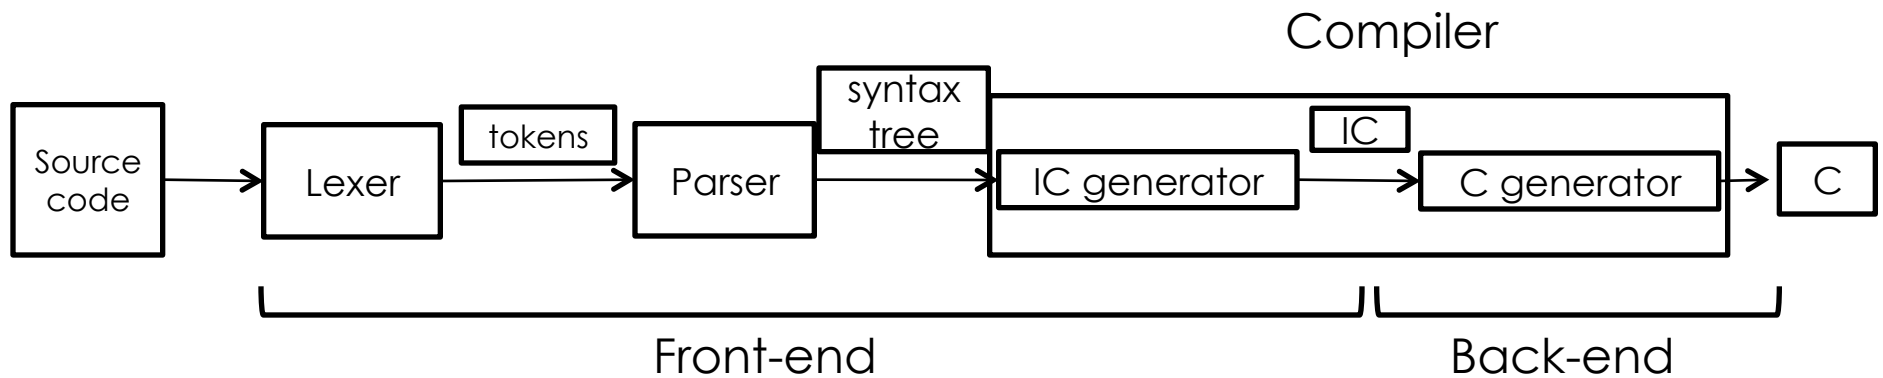 Compiler
Source
code
Lexer
tokens
Parser
syntax
tree
IC generator
IC
C generator
C
Front-end
Back-end